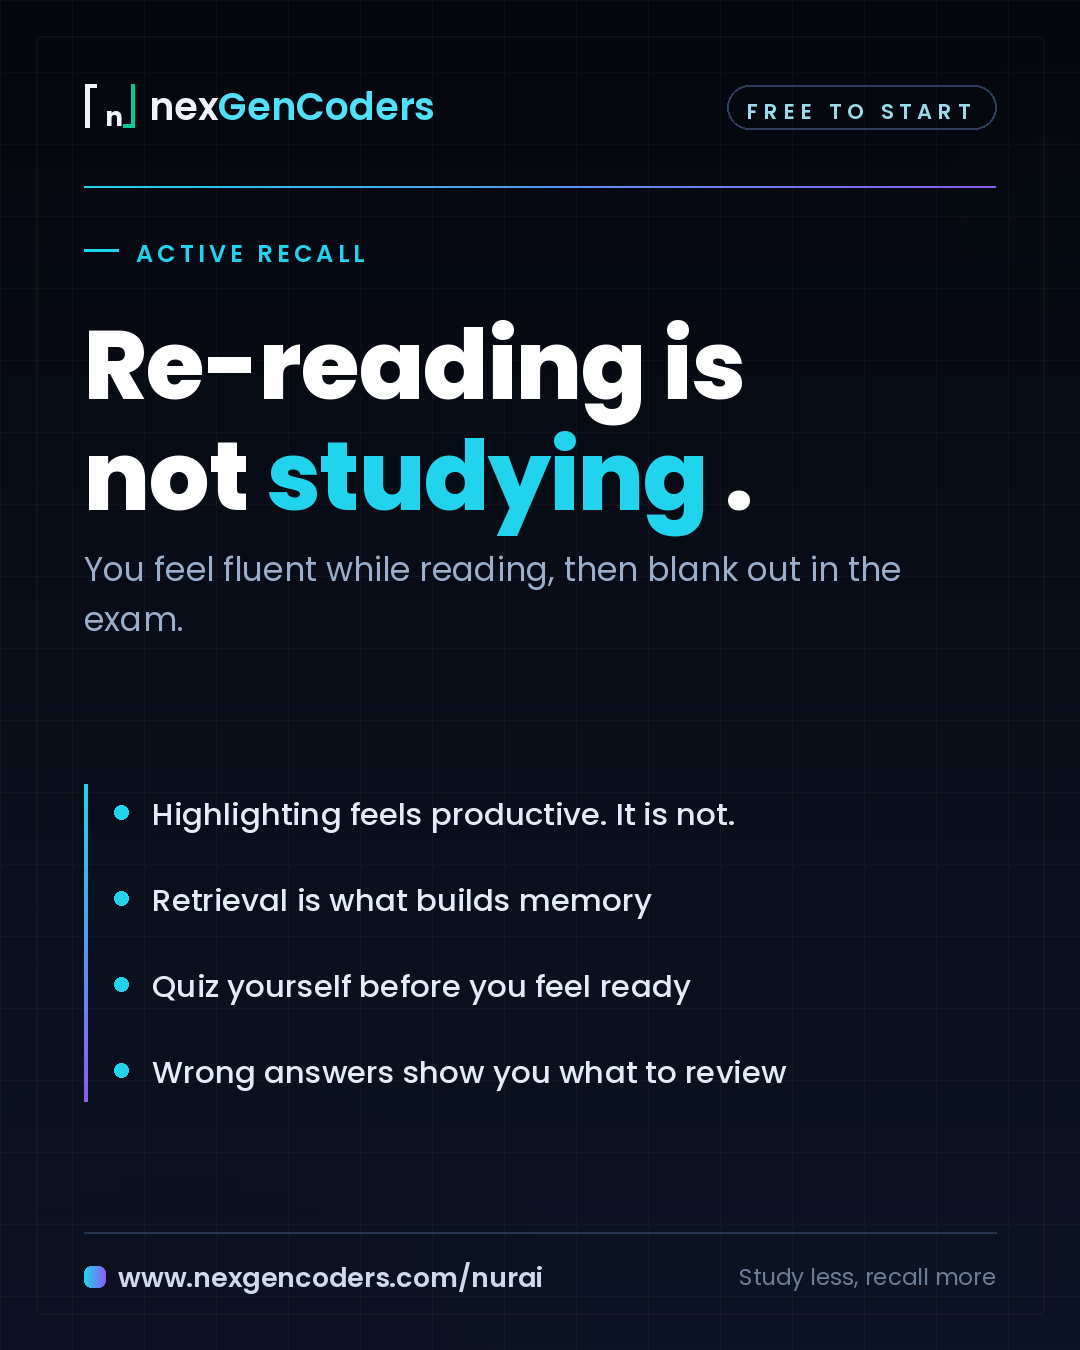 n nexGenCoders
FREE TO START
ACTIVE RECALL
Re-reading is
not studying .
You feel fluent while reading, then blank out in the
exam.
Highlighting feels productive. It is not.
Retrieval is what builds memory
Quiz yourself before you feel ready
Wrong answers show you what to review
www.nexgencoders.com/nurai
Study less, recall more